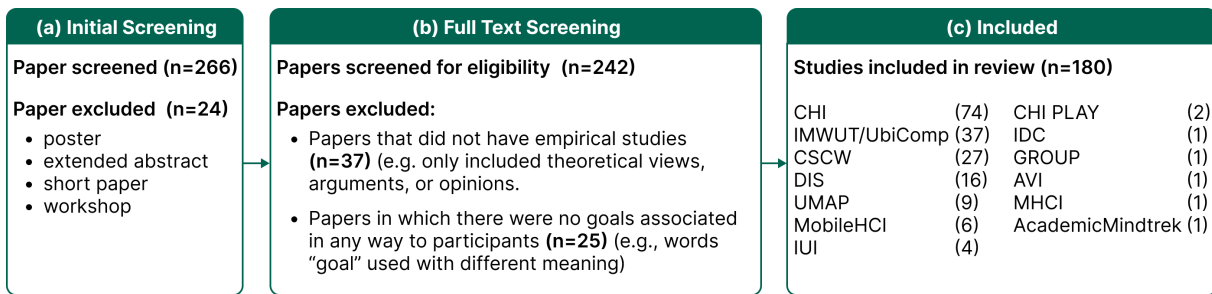 (a) Initial Screening
Paper screened (n=266)
Paper excluded (n=24)
• poster
• extended abstract
• short paper
• workshop
(b) Full Text Screening
Papers screened for eligibility (n=242)
Papers excluded:
• Papers that did not have empirical studies
(n=37) (e.g. only included theoretical views,
arguments, or opinions.
• Papers in which there were no goals associated
in any way to participants (n=25) (e.g., words
“goal” used with different meaning)
(c) Included
Studies included in review (n=180)
CHI (74)
IMWUT/UbiComp (37)
CSCW (27)
DIS (16)
UMAP (9)
MobileHCI (6)
IUI (4)
CHI PLAY (2)
IDC (1)
GROUP (1)
AVI (1)
MHCI (1)
AcademicMindtrek (1)